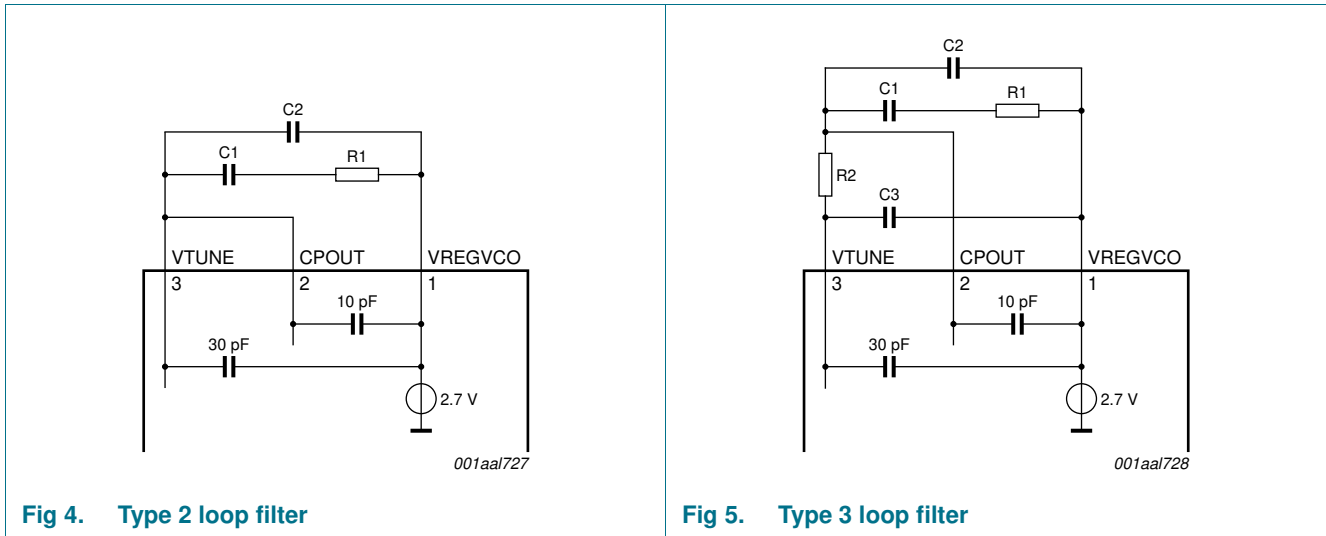 C2
C1
R1
VTUNE
CPOUT
VREGVCO
3
2
1
10 pF
30 pF
2.7 V
001aal727
Fig 4. Type 2 loop filter
C2
C1
R1
R2
C3
VTUNE
CPOUT
VREGVCO
3
2
1
10 pF
30 pF
2.7 V
001aal728
Fig 5. Type 3 loop filter